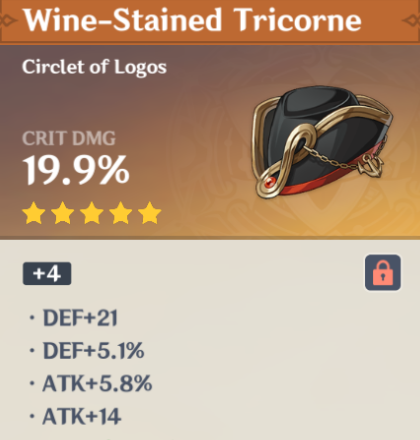 Wine-Stained Tricorne
Circlet of Logos
CRIT DMG
19.9%
+4
· DEF+21
· DEF+5.1%
· ATK+5.8%
· ATK+14